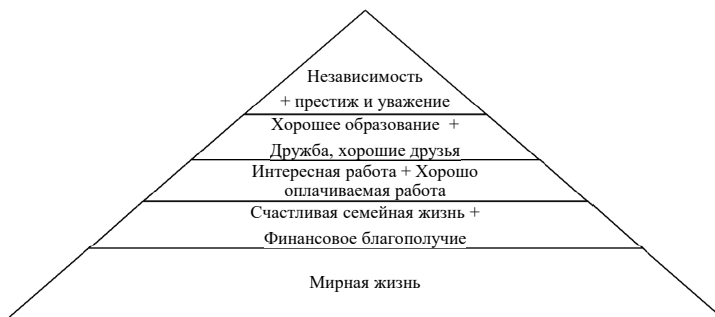 Независимость
+ престиж и уважение
Хорошее образование +
Дружба, хорошие друзья
Интересная работа + Хорошо
оплачиваемая работа
Счастливая семейная жизнь +
Финансовое благополучие
Мирная жизнь